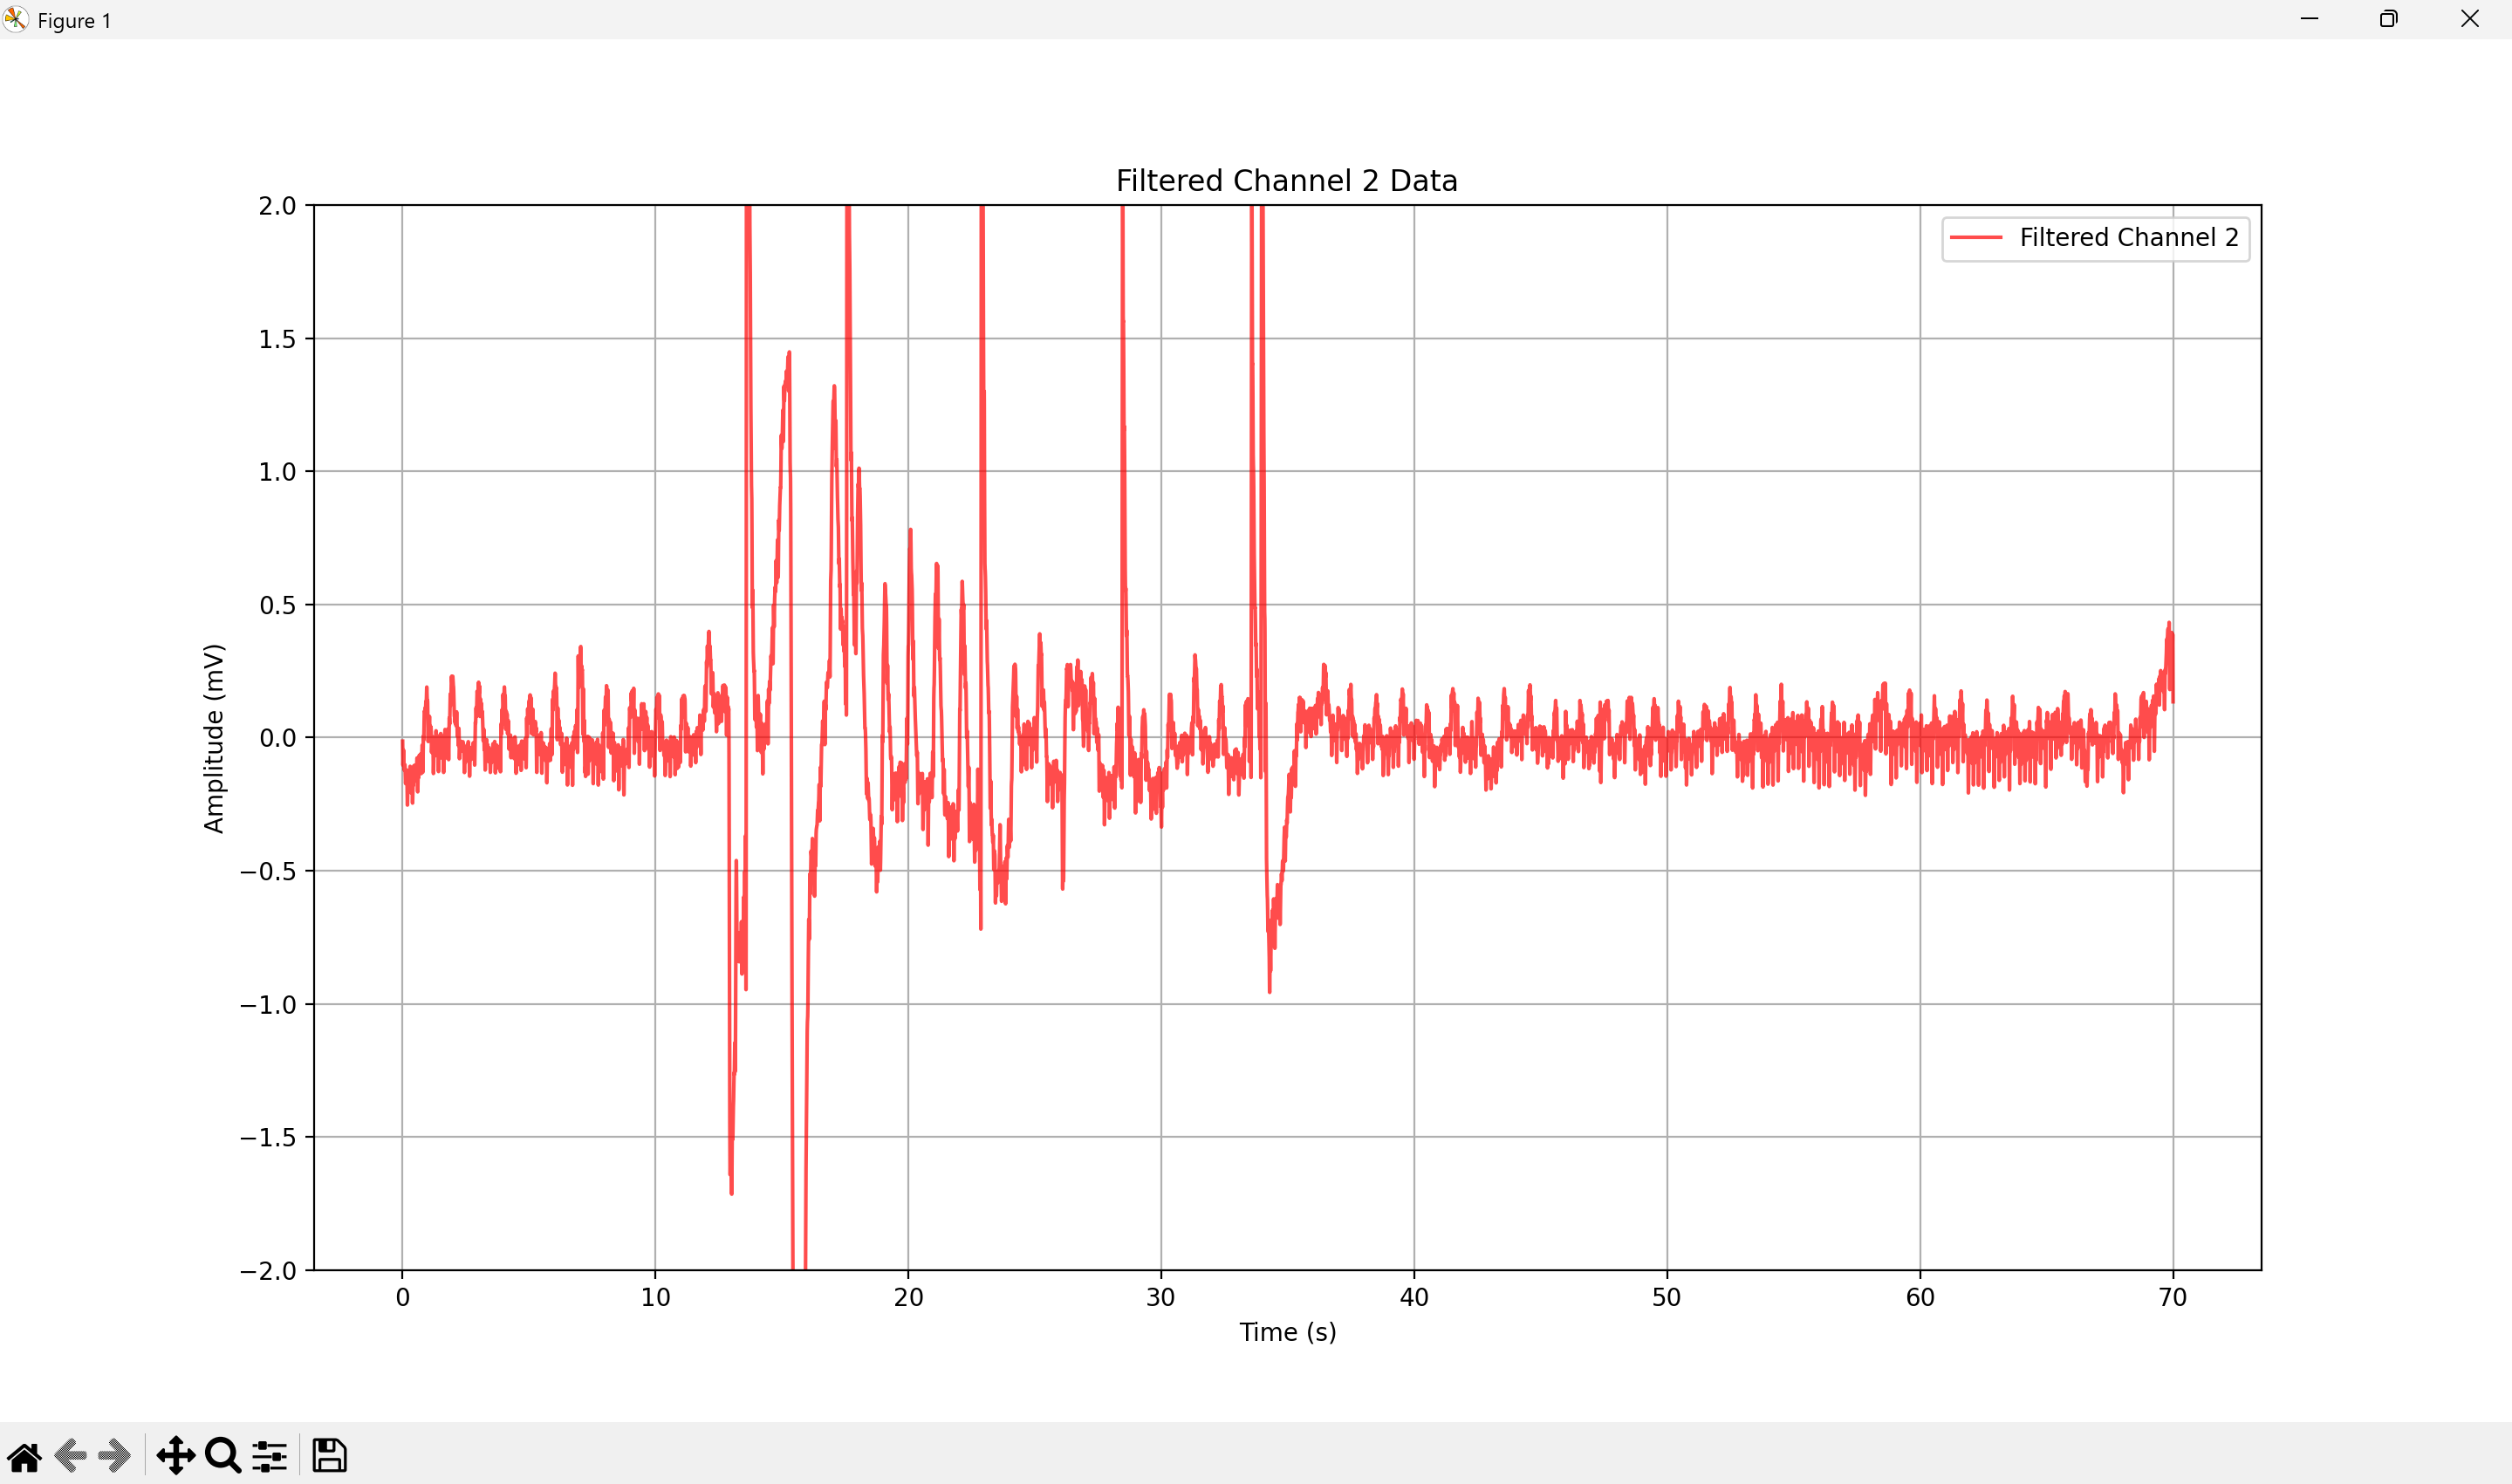 Figure 1
Filtered Channel 2 Data
Filtered Channel 2
2.0
1.5
1.0
0.5
0.0
−0.5
−1.0
−1.5
−2.0
Amplitude (mV)
0 10 20 30 40 50 60 70
Time (s)